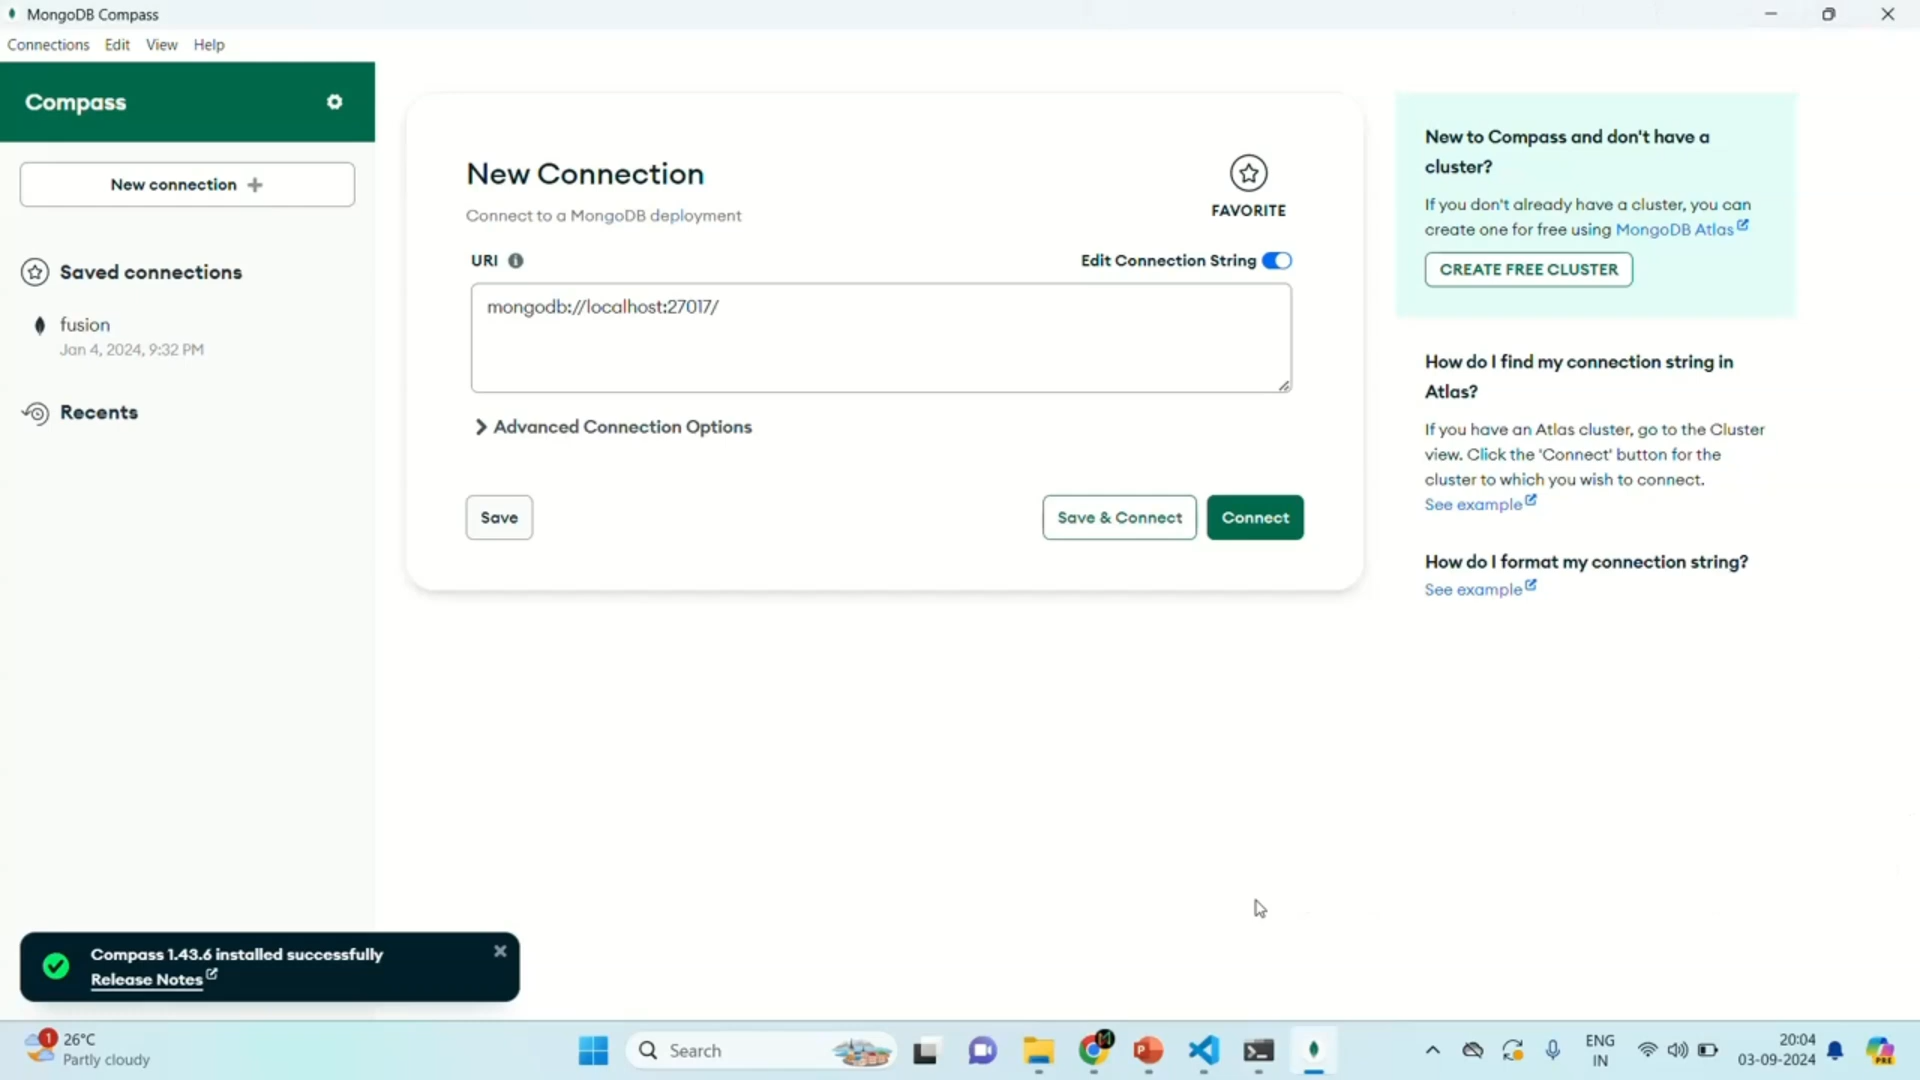 MongoDB Compass
Connections Edit View Help
Compass
New connection
Saved connections
fusion
Jan 4, 2024, 9:32 PM
Recents
New Connection
Connect to a MongoDB deployment
FAVORITE
URI
Edit Connection String
mongodb://localhost:27017/
Advanced Connection Options
Save
Save & Connect
Connect
New to Compass and don't have a
cluster?
If you don't already have a cluster, you can
create one for free using MongoDB Atlas
CREATE FREE CLUSTER
How do I find my connection string in
Atlas?
If you have an Atlas cluster, go to the Cluster
view. Click the 'Connect' button for the
cluster to which you wish to connect.
See example
How do I format my connection string?
See example
Compass 1.43.6 installed successfully
Release Notes
1
26°C
Partly cloudy
Search
ENG
IN
20:04
03-09-2024
PRE